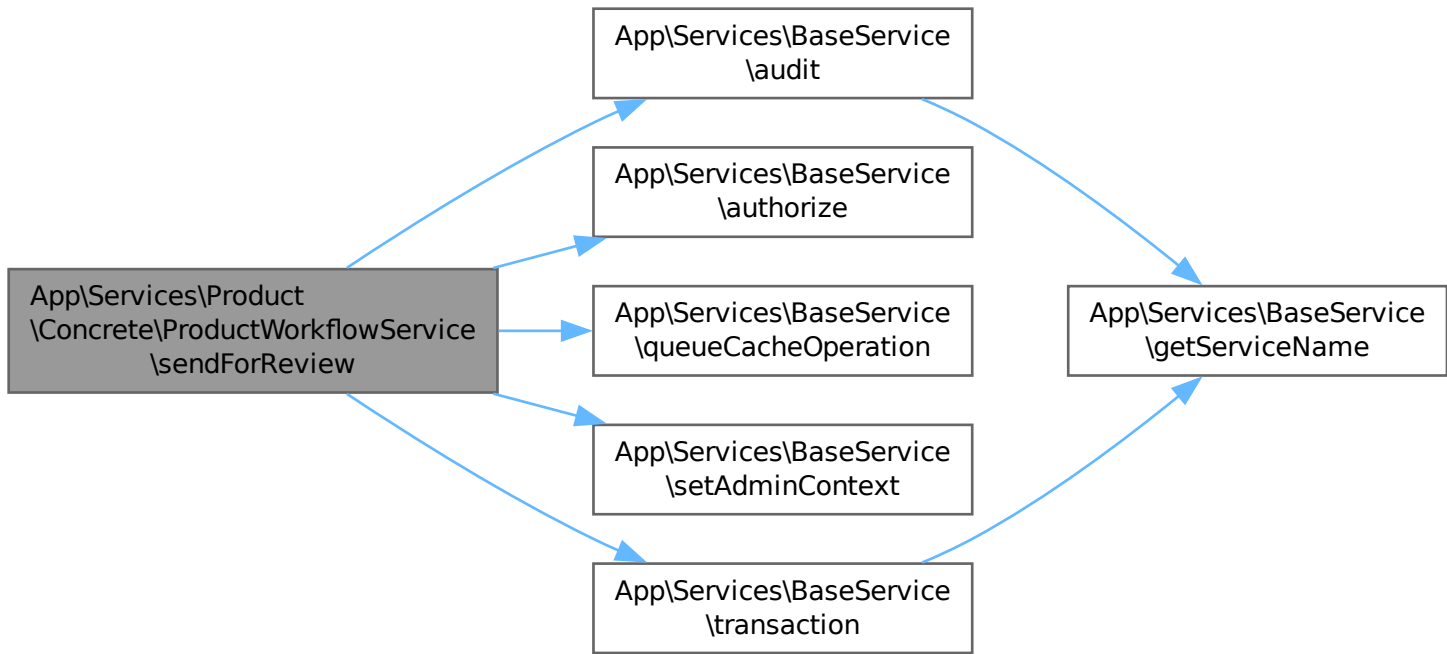 App\Services\Product
\Concrete\ProductWorkflowService
\sendForReview
App\Services\BaseService
\audit
App\Services\BaseService
\authorize
App\Services\BaseService
\queueCacheOperation
App\Services\BaseService
\setAdminContext
App\Services\BaseService
\transaction
App\Services\BaseService
\getServiceName